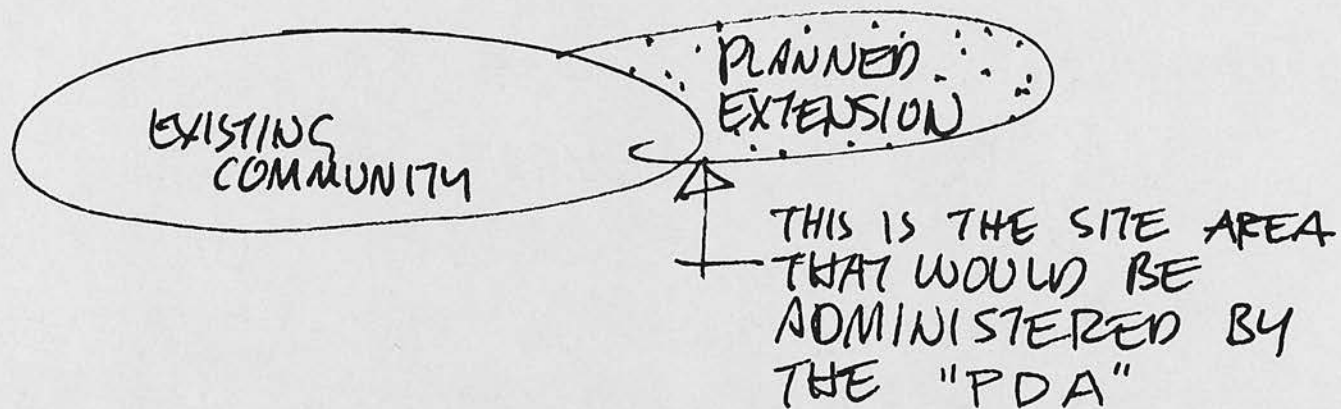 EXISTING
COMMUNITY
PLANNED
EXTENSION
THIS IS THE SITE AREA
THAT WOULD BE
ADMINISTERED BY
THE "PDA"